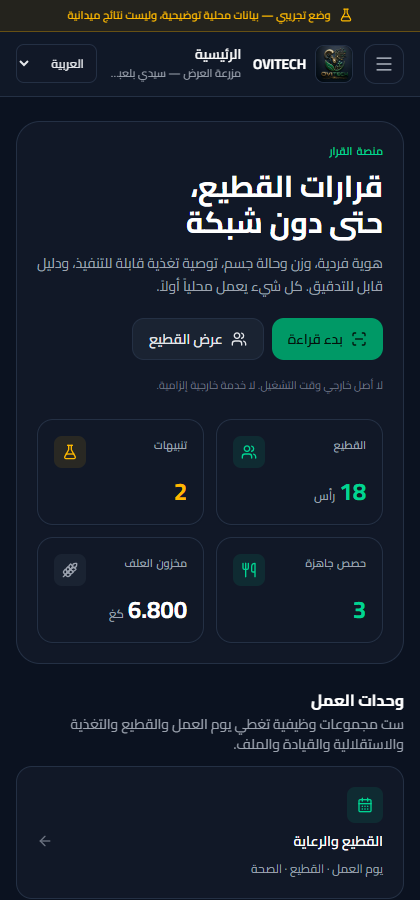 وضع تجريبي — بيانات محلية توضيحية، وليست نتائج ميدانية
OVITECH
الرئيسية
مزرعة العرض — سيدي بلعب...
العربية
منصة القرار
قرارات القطيع،
حتى دون شبكة
هوية فردية، وزن وحالة جسم، توصية تغذية قابلة للتنفيذ، ودليل
قابل للتدقيق. كل شيء يعمل محلياً أولاً.
بدء قراءة
عرض القطيع
لا أصل خارجي وقت التشغيل. لا خدمة خارجية إلزامية.
القطيع
18 رأس
تنبيهات
2
حصص جاهزة
3
مخزون العلف
6.800 كغ
وحدات العمل
ست مجموعات وظيفية تغطي يوم العمل والقطيع والتغذية
والاستقلالية والقيادة والملف.
القطيع والرعاية
يوم العمل · القطيع · الصحة